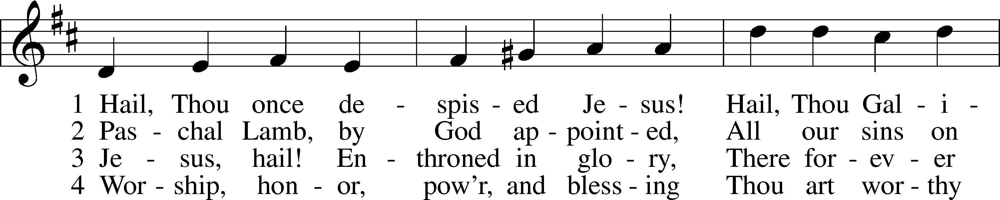 1 Hail, Thou once de - spis - ed Je - sus! Hail, Thou Gal - i -
2 Pas - chal Lamb, by God ap - point - ed, All our sins on
3 Je - sus, hail! En - throned in glo - ry, There for - ev - er
4 Wor - ship, hon - or, pow'r, and bless - ing Thou art wor - thy